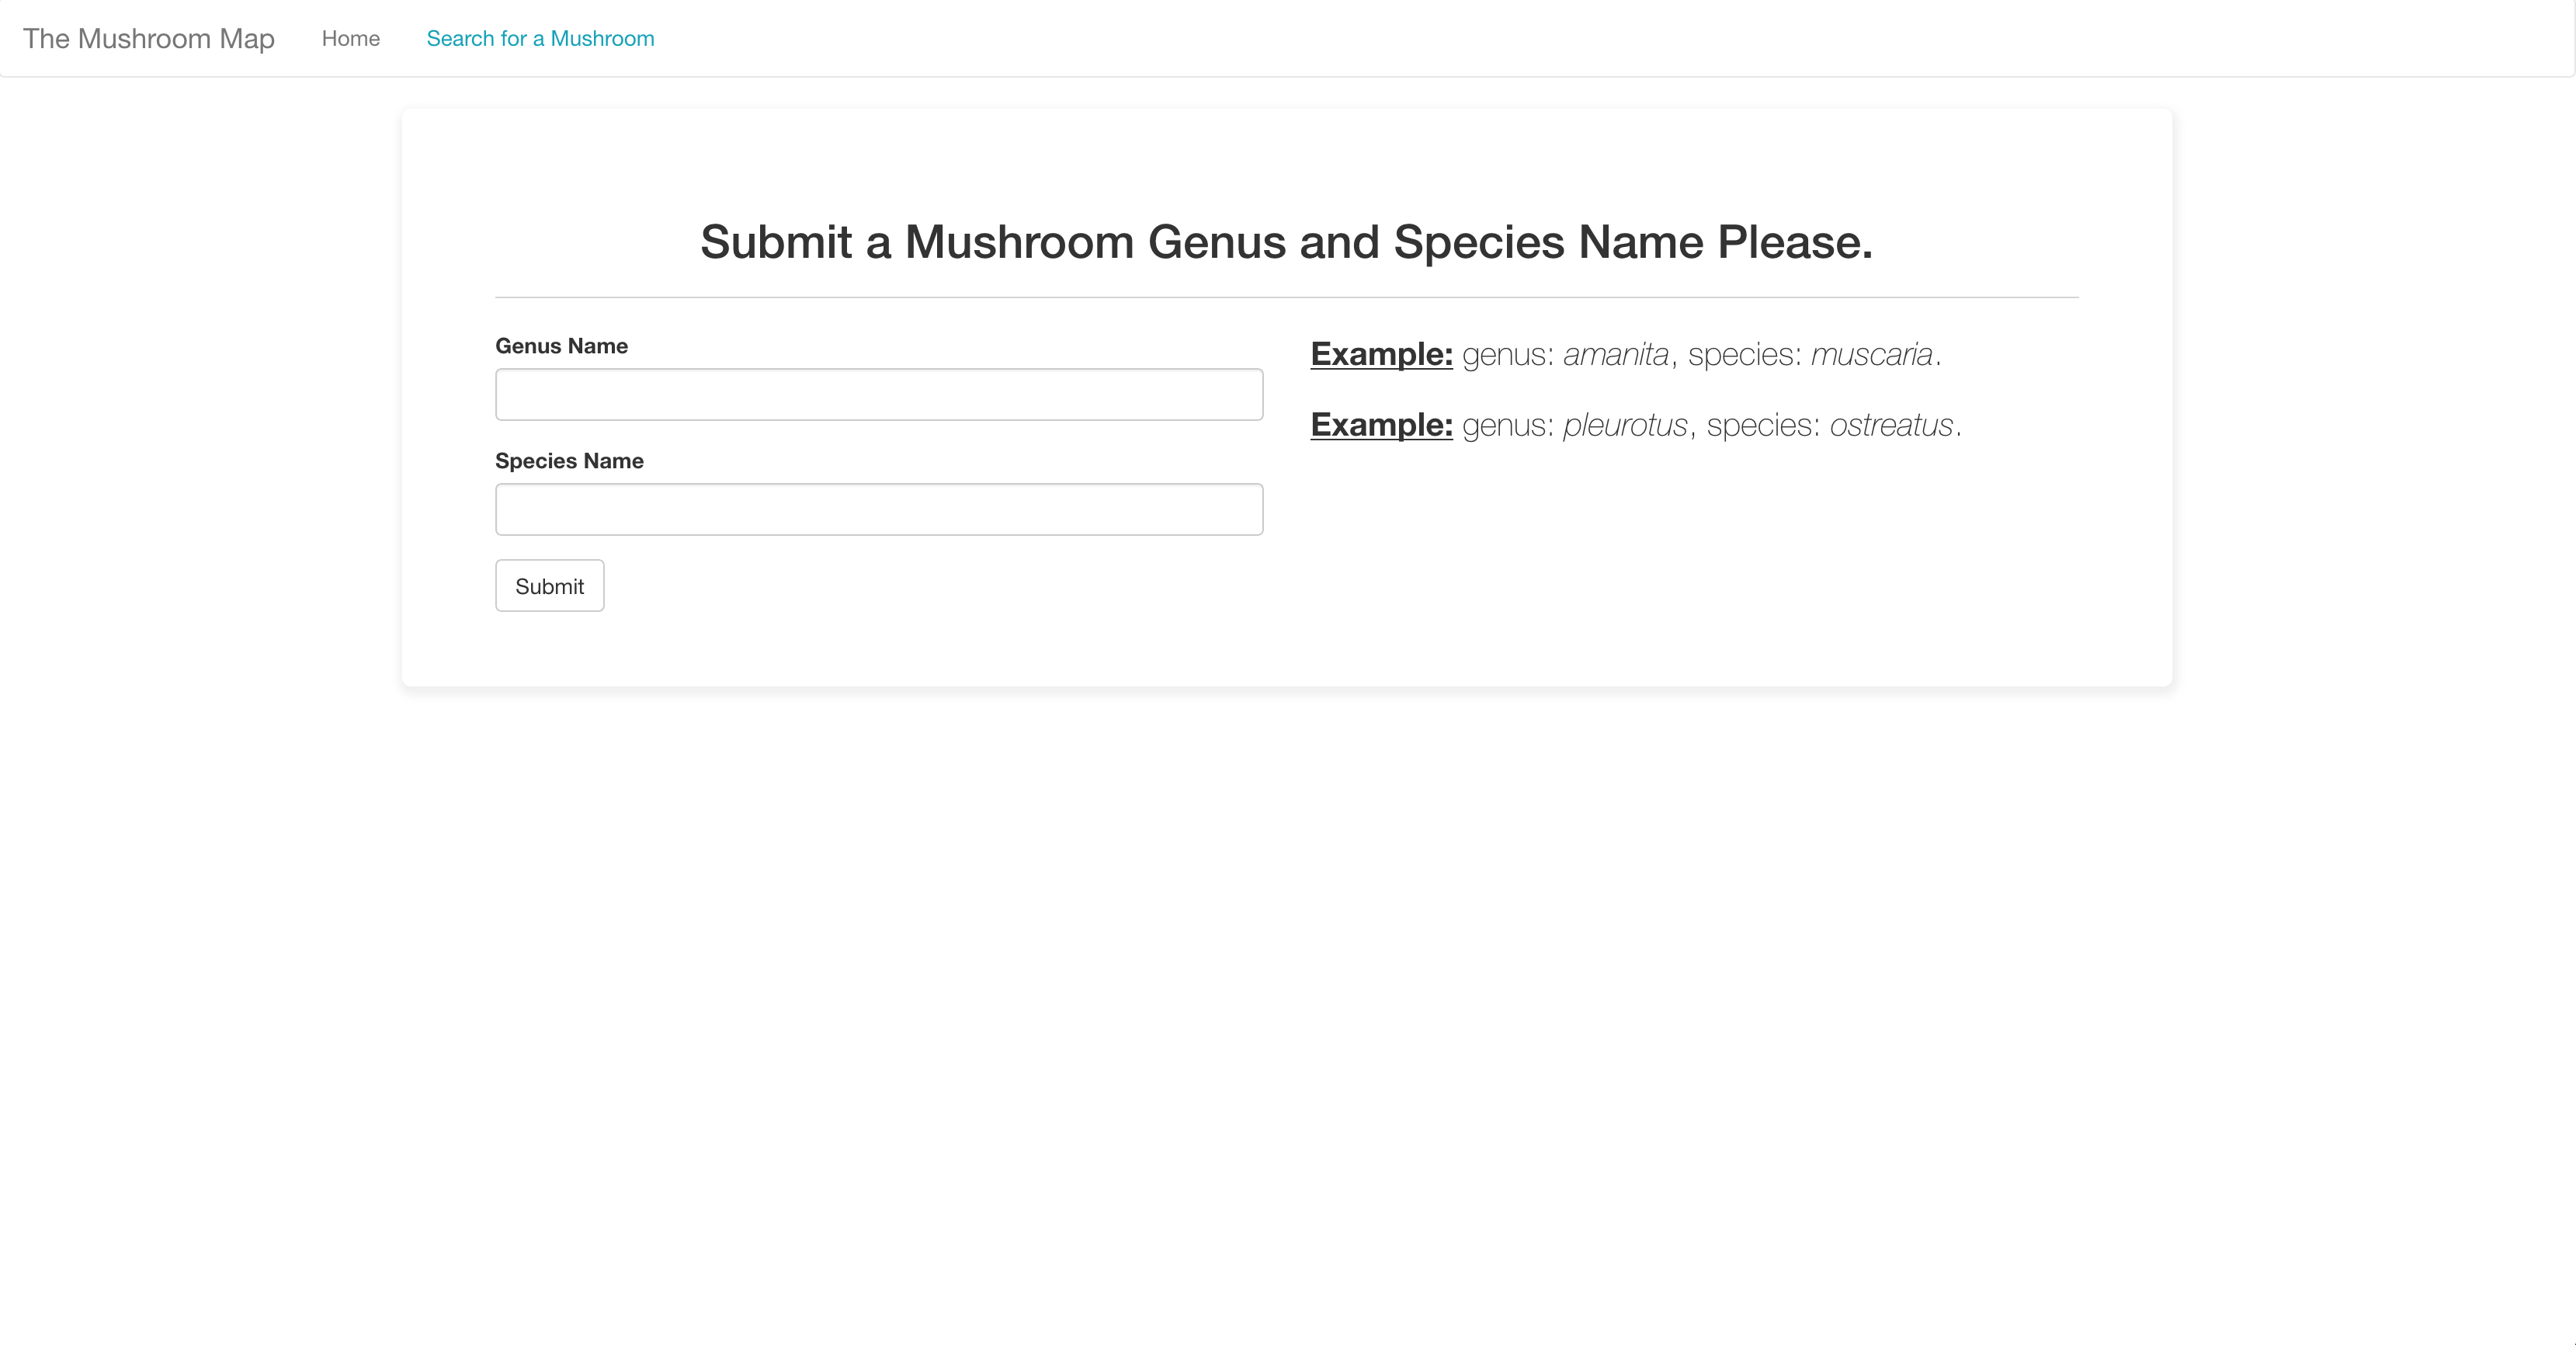 The Mushroom Map Home Search for a Mushroom
Submit a Mushroom Genus and Species Name Please.
Genus Name
Example: genus: amanita, species: muscaria.
Example: genus: pleurotus, species: ostreatus.
Species Name
Submit